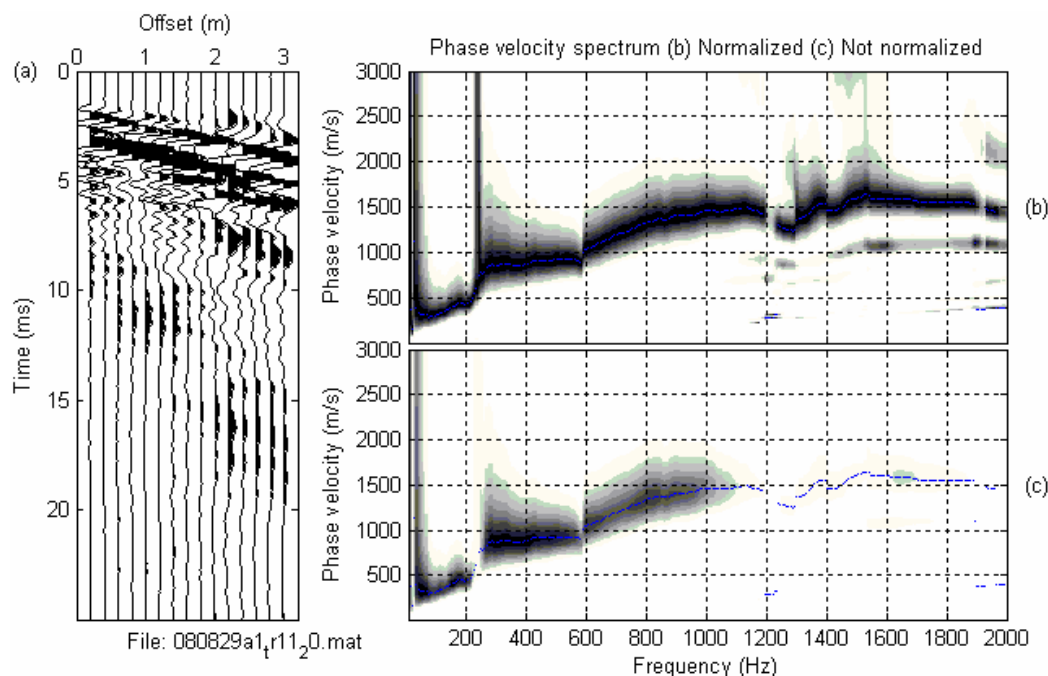 Offset (m)
0 1 2 3
(a)
0
5
10
15
20
Time (ms)
File: 080829a1_t_r11_20.mat
Phase velocity spectrum (b) Normalized (c) Not normalized
3000
2500
2000
1500
1000
500
Phase velocity (m/s)
(b)
3000
2500
2000
1500
1000
500
Phase velocity (m/s)
(c)
200 400 600 800 1000 1200 1400 1600 1800 2000
Frequency (Hz)